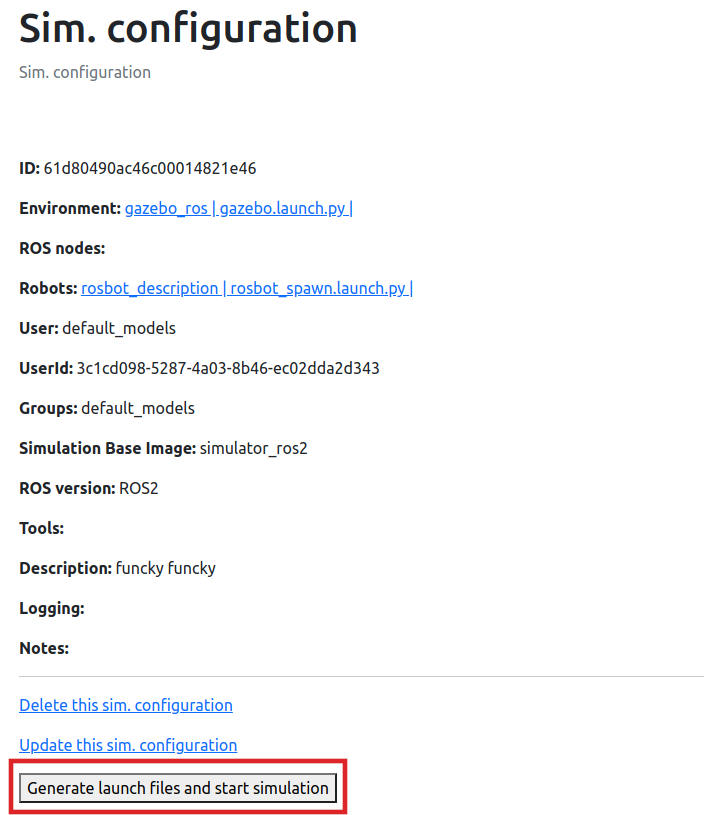 Sim. configuration
Sim. configuration
ID: 61d80490ac46c00014821e46
Environment: gazebo_ros | gazebo.launch.py |
ROS nodes:
Robots: rosbot_description | rosbot_spawn.launch.py |
User: default_models
UserId: 3c1cd098-5287-4a03-8b46-ec02dda2d343
Groups: default_models
Simulation Base Image: simulator_ros2
ROS version: ROS2
Tools:
Description: funcky funcky
Logging:
Notes:
Delete this sim. configuration
Update this sim. configuration
Generate launch files and start simulation